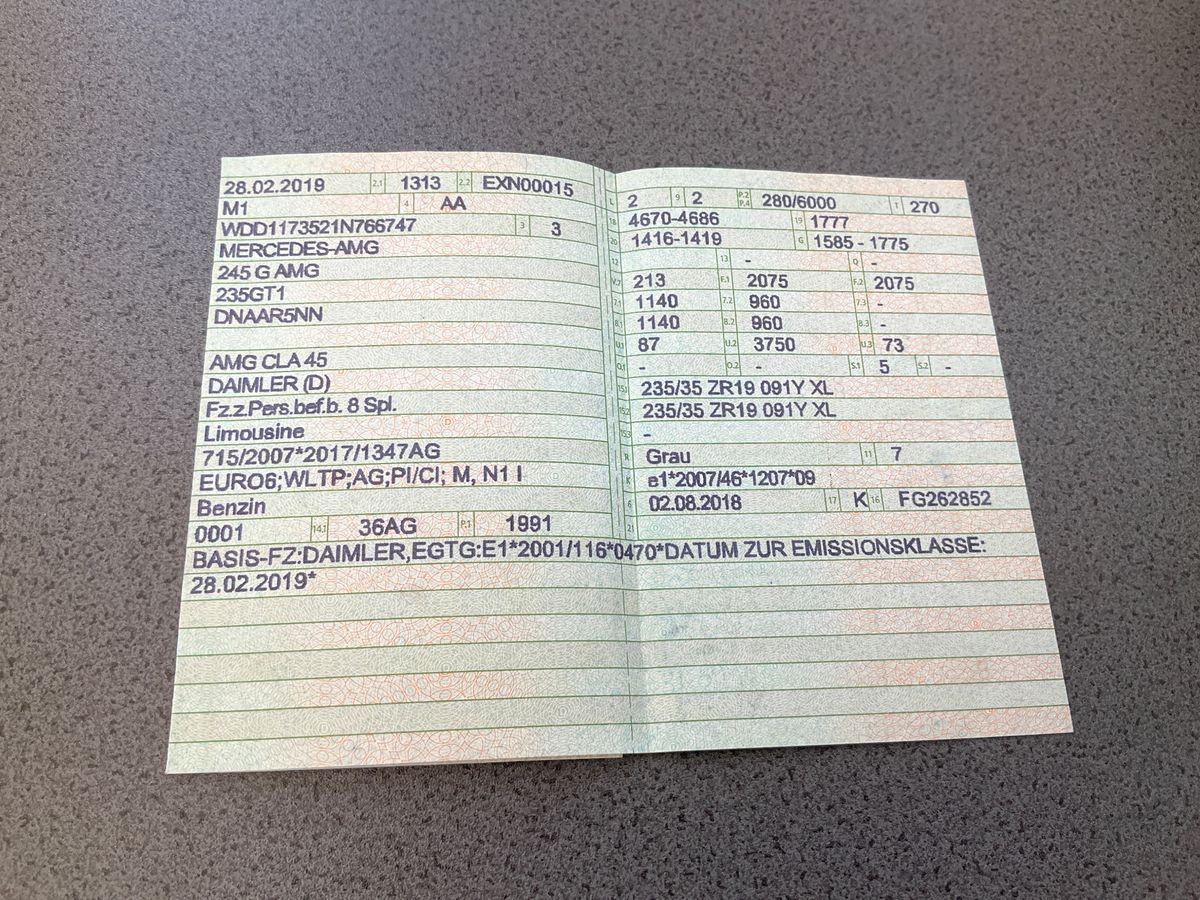 28.02.2019 2.1 1313 2.2 EXN00015
M1 4 AA
WDD1173521N766747 3 3
MERCEDES-AMG
245 G AMG
235GT1
DNAAR5NN
AMG CLA 45
DAIMLER (D)
Fz.z.Pers.bef.b. 8 Spl.
Limousine
715/2007*2017/1347AG
EURO6;WLTP;AG;PI/CI; M, N1 I
Benzin
0001 14.1 36AG P.1 1991
L 2 9 2 P.2 P.4 280/6000 T 270
18 4670-4686 19 1777
20 1416-1419 G 1585 - 1775
12 13 - Q -
V.7 213 F.1 2075 F.2 2075
7.1 1140 7.2 960 7.3 -
8.1 1140 8.2 960 8.3 -
U.1 87 U.2 3750 U.3 73
O.1 - O.2 - S.1 5 S.2 -
15.1 235/35 ZR19 091Y XL
15.2 235/35 ZR19 091Y XL
15.3 -
R Grau 11 7
K e1*2007/46*1207*09
6 02.08.2018 17 K 16 FG262852
21
BASIS-FZ:DAIMLER,EGTG:E1*2001/116*0470*DATUM ZUR EMISSIONSKLASSE:
28.02.2019*